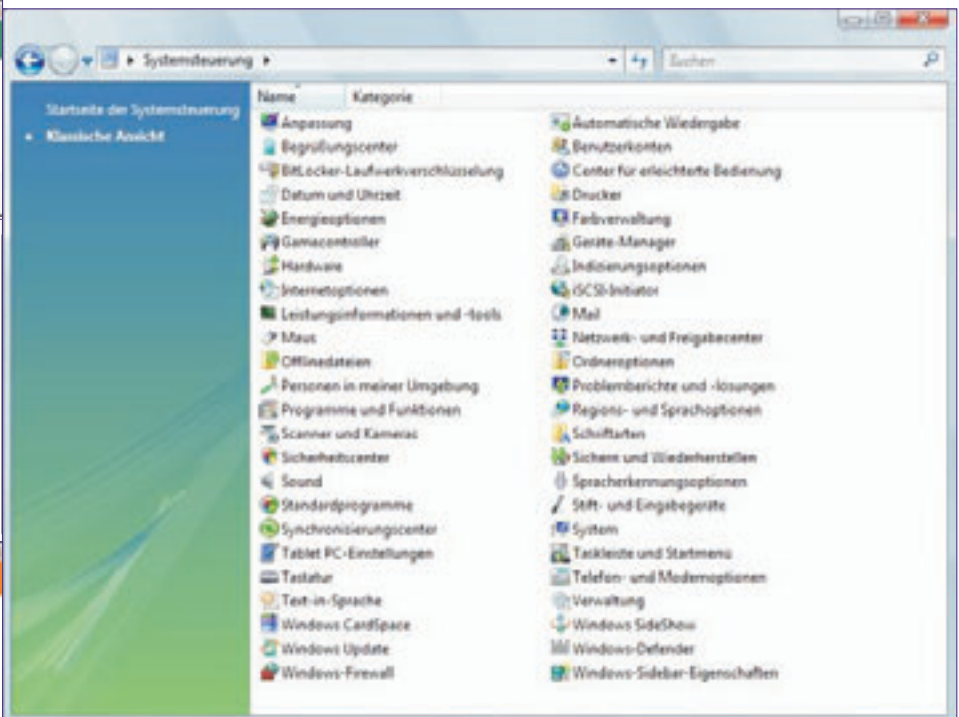 Systemsteuerung
Suchen
Startseite der Systemsteuerung
Klassische Ansicht
Name Kategorie
Anpassung Automatische Wiedergabe
Begrüßungscenter Benutzerkonten
BitLocker-Laufwerkverschlüsselung Center für erleichterte Bedienung
Datum und Uhrzeit Drucker
Energieoptionen Farbverwaltung
Gamecontroller Geräte-Manager
Hardware Indizierungsoptionen
Internetoptionen iSCSI-Initiator
Leistungsinformationen und -tools Mail
Maus Netzwerk- und Freigabecenter
Offlinedateien Ordneroptionen
Personen in meiner Umgebung Problemberichte und -lösungen
Programme und Funktionen Regions- und Sprachoptionen
Scanner und Kameras Schriftarten
Sicherheitscenter Sichern und Wiederherstellen
Sound Spracherkennungsoptionen
Standardprogramme Stift- und Eingabegeräte
Synchronisierungscenter System
Tablet PC-Einstellungen Taskleiste und Startmenü
Tastatur Telefon- und Modemoptionen
Text-in-Sprache Verwaltung
Windows CardSpace Windows SideShow
Windows Update Windows-Defender
Windows-Firewall Windows-Sidebar-Eigenschaften